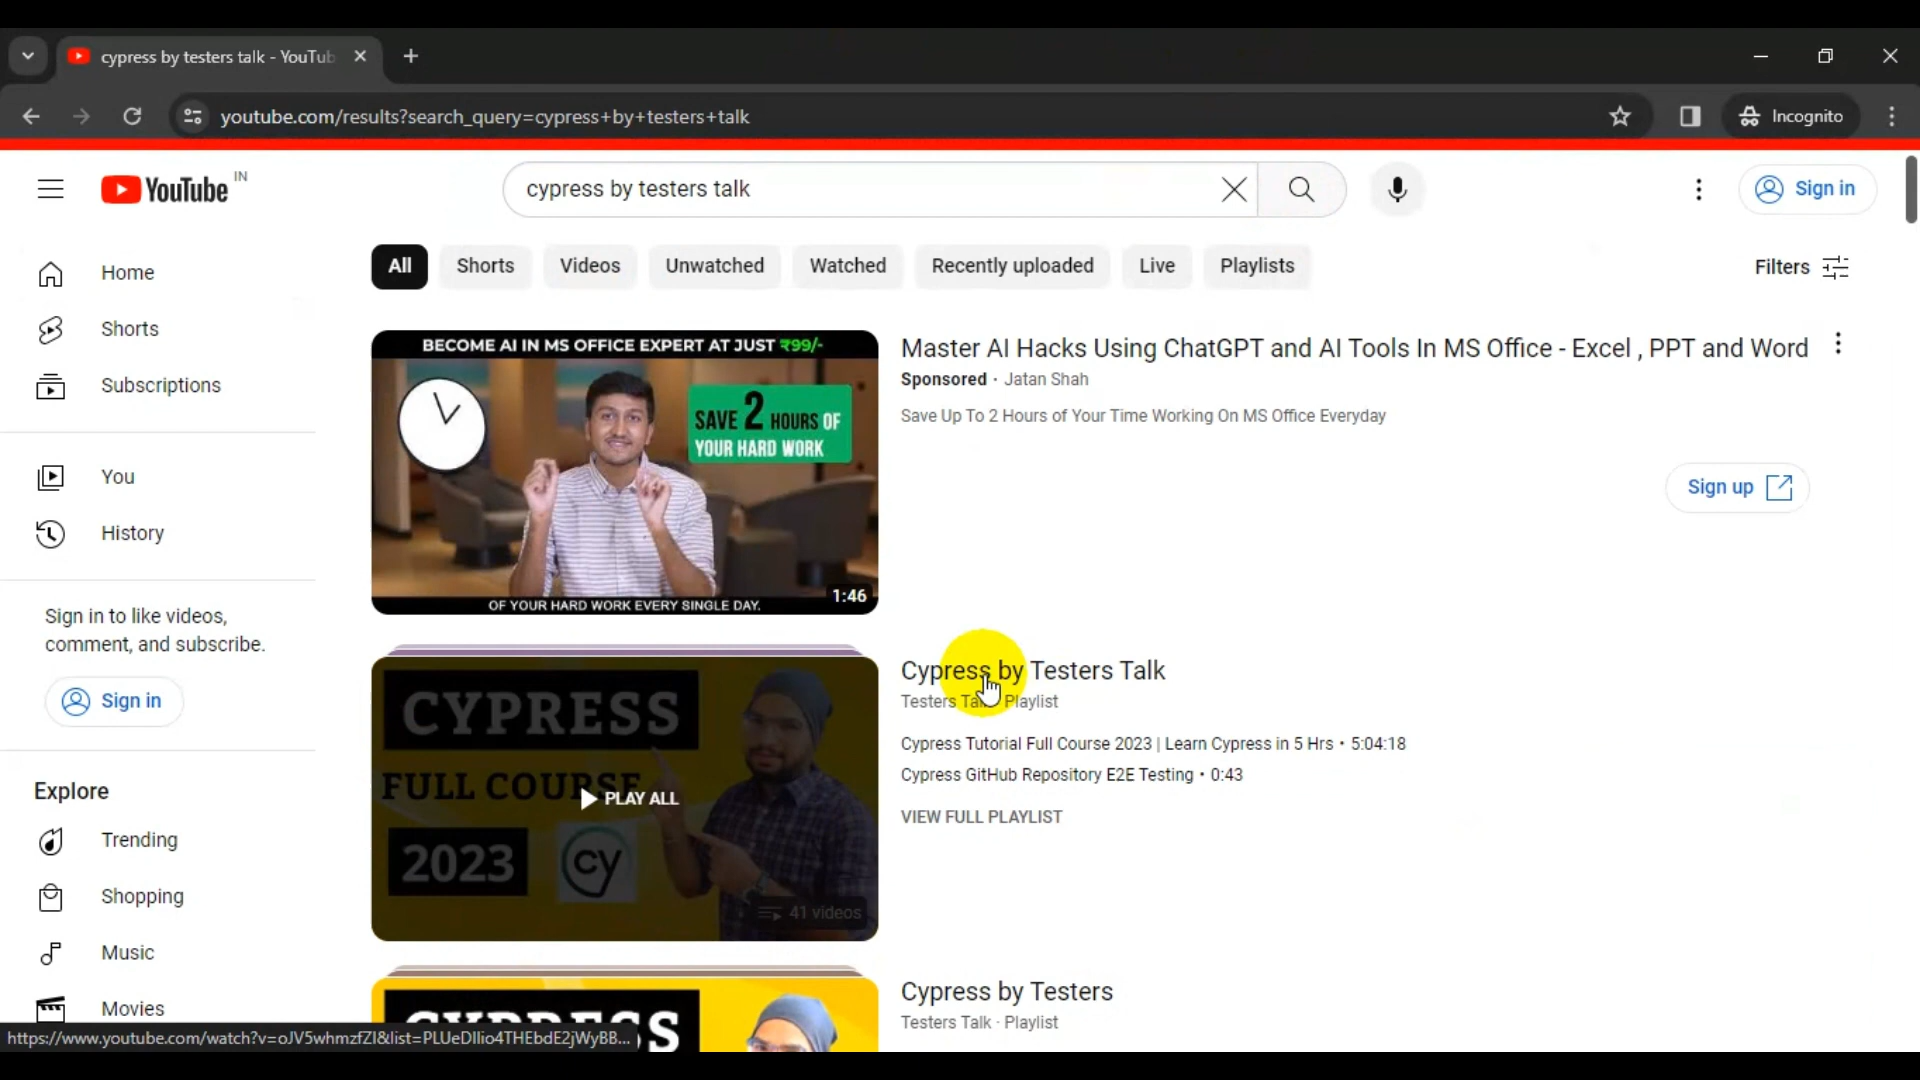 cypress by testers talk - YouTub
youtube.com/results?search_query=cypress+by+testers+talk
Incognito
YouTube IN
cypress by testers talk
Sign in
All
Shorts
Videos
Unwatched
Watched
Recently uploaded
Live
Playlists
Filters
Home
Shorts
Subscriptions
You
History
Sign in to like videos,
comment, and subscribe.
Sign in
Explore
Trending
Shopping
Music
Movies
BECOME AI IN MS OFFICE EXPERT AT JUST ₹99/-
SAVE 2 HOURS OF
YOUR HARD WORK
OF YOUR HARD WORK EVERY SINGLE DAY.
1:46
Master AI Hacks Using ChatGPT and AI Tools In MS Office - Excel , PPT and Word
Sponsored · Jatan Shah
Save Up To 2 Hours of Your Time Working On MS Office Everyday
Sign up
CYPRESS
FULL COURSE
PLAY ALL
2023
cy
41 videos
Cypress by Testers Talk
Testers Playlist
Cypress Tutorial Full Course 2023 | Learn Cypress in 5 Hrs · 5:04:18
Cypress GitHub Repository E2E Testing · 0:43
VIEW FULL PLAYLIST
Cypress by Testers
Testers Talk · Playlist
https://www.youtube.com/watch?v=oJV5whmzfZI&list=PLUeDIlio4THEbdE2jWyBB...